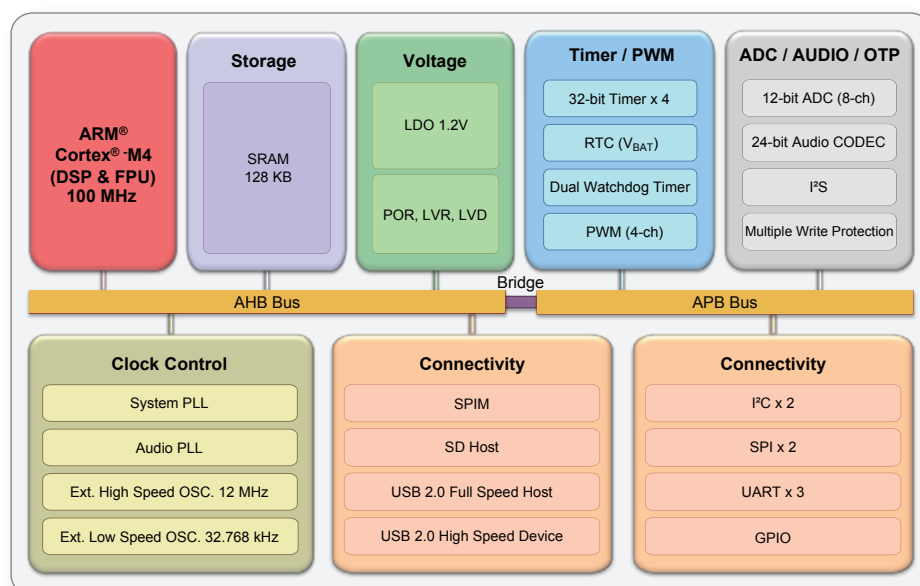 ARM®
Cortex®-M4
(DSP & FPU)
100 MHz
Storage
SRAM
128 KB
Voltage
LDO 1.2V
POR, LVR, LVD
Timer / PWM
32-bit Timer x 4
RTC (VBAT)
Dual Watchdog Timer
PWM (4-ch)
ADC / AUDIO / OTP
12-bit ADC (8-ch)
24-bit Audio CODEC
I²S
Multiple Write Protection
AHB Bus
Bridge
APB Bus
Clock Control
System PLL
Audio PLL
Ext. High Speed OSC. 12 MHz
Ext. Low Speed OSC. 32.768 kHz
Connectivity
SPIM
SD Host
USB 2.0 Full Speed Host
USB 2.0 High Speed Device
Connectivity
I²C x 2
SPI x 2
UART x 3
GPIO